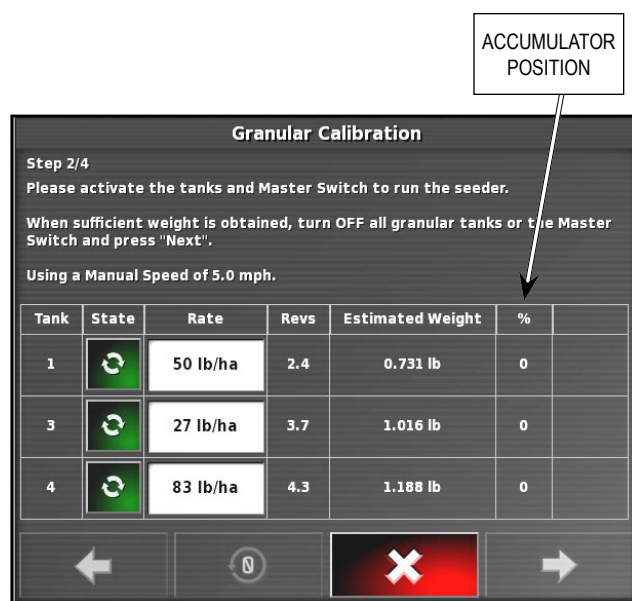 ACCUMULATOR
POSITION
Granular Calibration
Step 2/4
Please activate the tanks and Master Switch to run the seeder.
When sufficient weight is obtained, turn OFF all granular tanks or the Master
Switch and press "Next".
Using a Manual Speed of 5.0 mph.
Tank State Rate Revs Estimated Weight %
1 50 lb/ha 2.4 0.731 lb 0
3 27 lb/ha 3.7 1.016 lb 0
4 83 lb/ha 4.3 1.188 lb 0
0